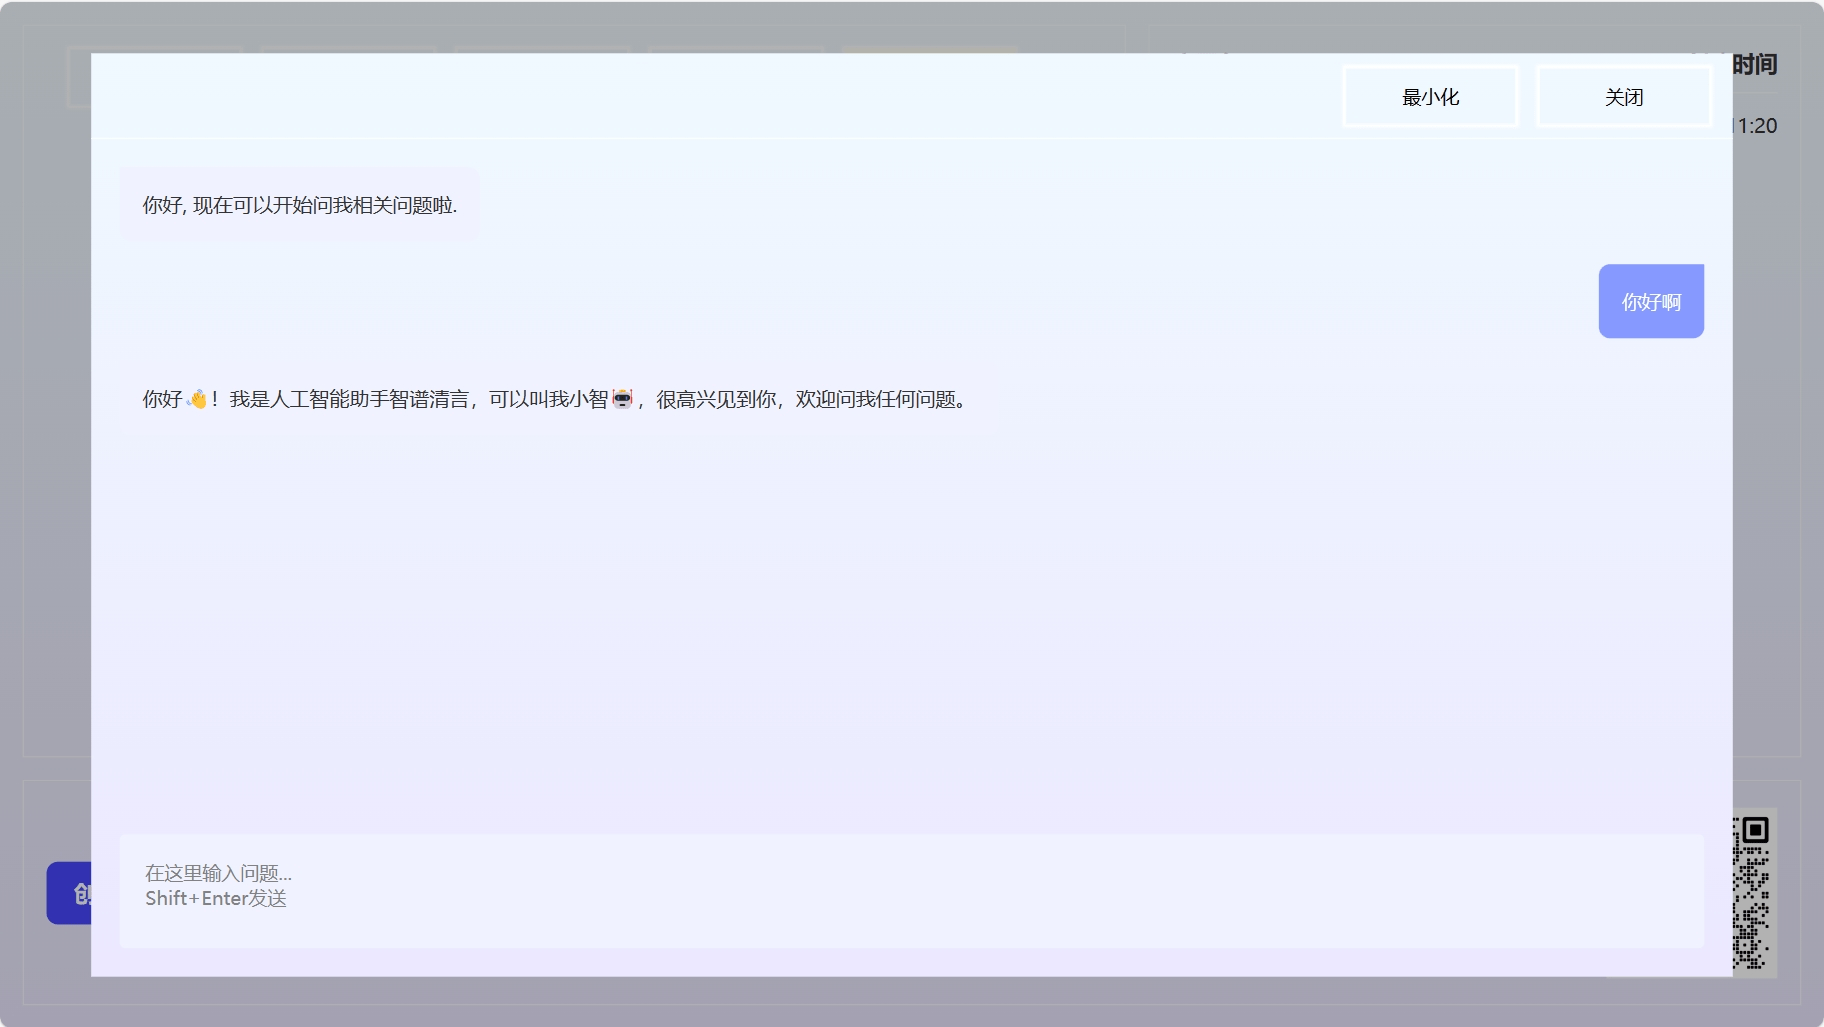 时间
最小化
关闭
1:20
你好, 现在可以开始问我相关问题啦.
你好啊
你好👋！我是人工智能助手智谱清言，可以叫我小智🤖，很高兴见到你，欢迎问我任何问题。
在这里输入问题...
Shift+Enter发送
创